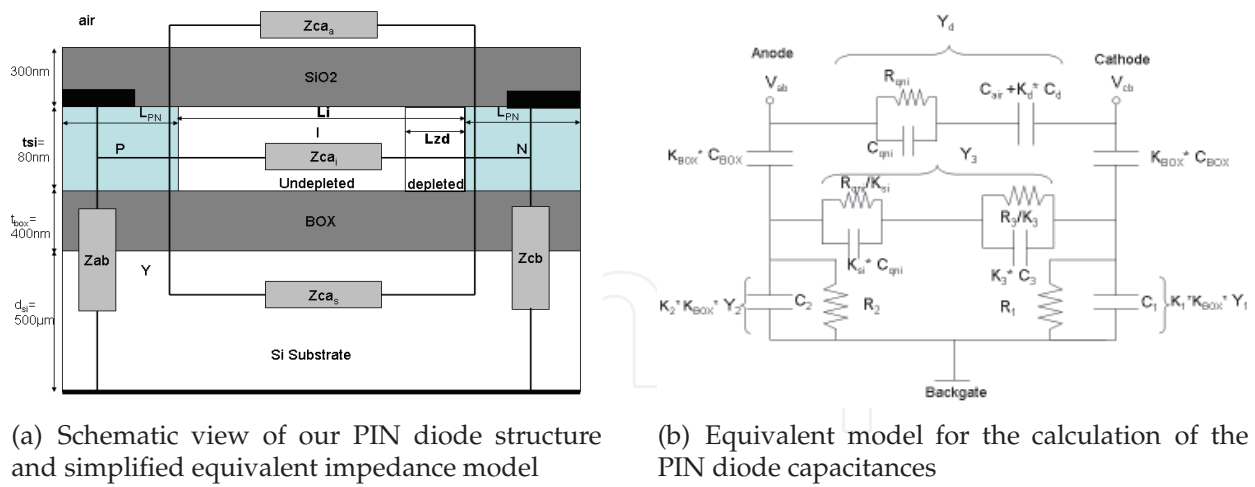 air
Zca_a
300nm
SiO2
L_PN
Li
L_PN
I
Lzd
tsi=
80nm
P
Zca_i
N
Undepleted
depleted
t_box=
400nm
BOX
Zab
Y
Zca_s
Zcb
d_si=
500µm
Si Substrate
(a) Schematic view of our PIN diode structure
and simplified equivalent impedance model
Y_d
Anode
Cathode
V_ab
R_qni
C_air +K_d* C_d
V_cb
C_qni
K_BOX* C_BOX
Y_3
K_BOX* C_BOX
R_qni/K_si
R_3/K_3
K_si* C_qni
K_3* C_3
K_2*K_BOX* Y_2
C_2
R_2
R_1
C_1
K_1*K_BOX* Y_1
Backgate
(b) Equivalent model for the calculation of the
PIN diode capacitances